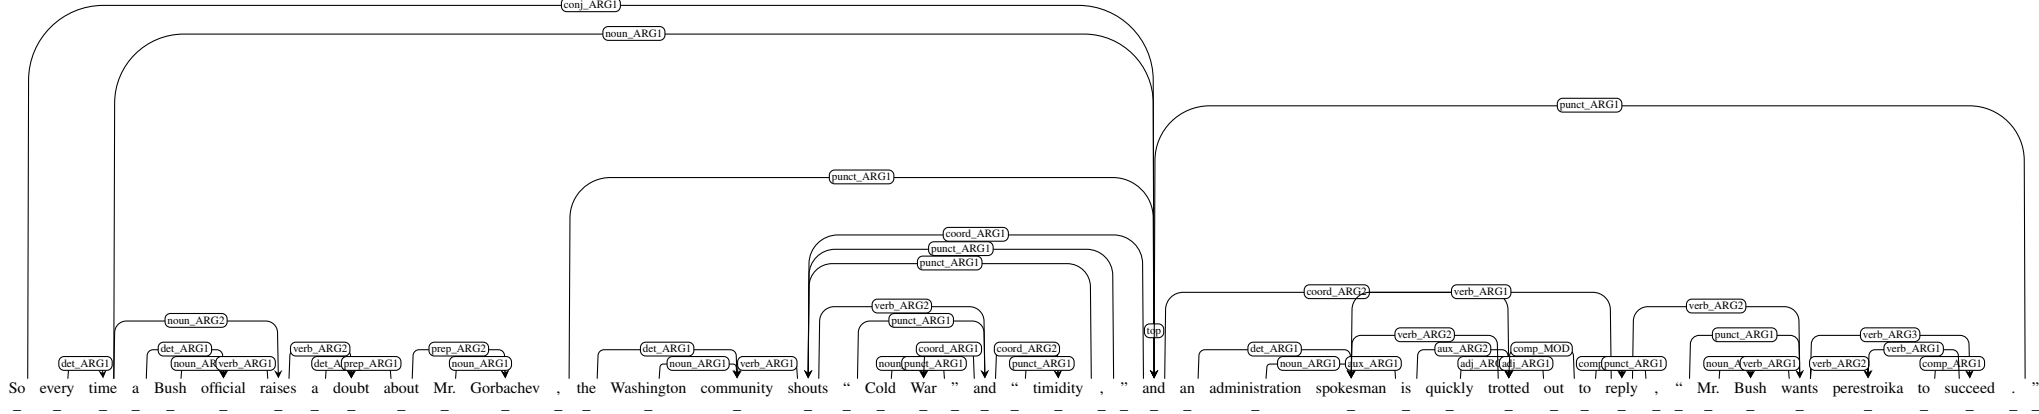 conj_ARG1
noun_ARG1
punct_ARG1
punct_ARG1
coord_ARG1
punct_ARG1
punct_ARG1
coord_ARG2 verb_ARG1
verb_ARG2 verb_ARG2
noun_ARG2 punct_ARG1
top
verb_ARG2 punct_ARG1 verb_ARG3
det_ARG1 verb_ARG2 prep_ARG2 det_ARG1 coord_ARG1 coord_ARG2 det_ARG1 aux_ARG2 comp_MOD verb_ARG1
det_ARG1 verb_ARG1 prep_ARG1 noun_ARG1 noun_ARG1 verb_ARG1 punct_ARG1 punct_ARG1 noun_ARG1 aux_ARG1 adj_ARG1 punct_ARG1 verb_ARG1 verb_ARG2 comp_ARG1
So every time a Bush official raises a doubt about Mr. Gorbachev , the Washington community shouts “ Cold War ” and “ timidity , ” and an administration spokesman is quickly trotted out to reply , “ Mr. Bush wants perestroika to succeed . ”